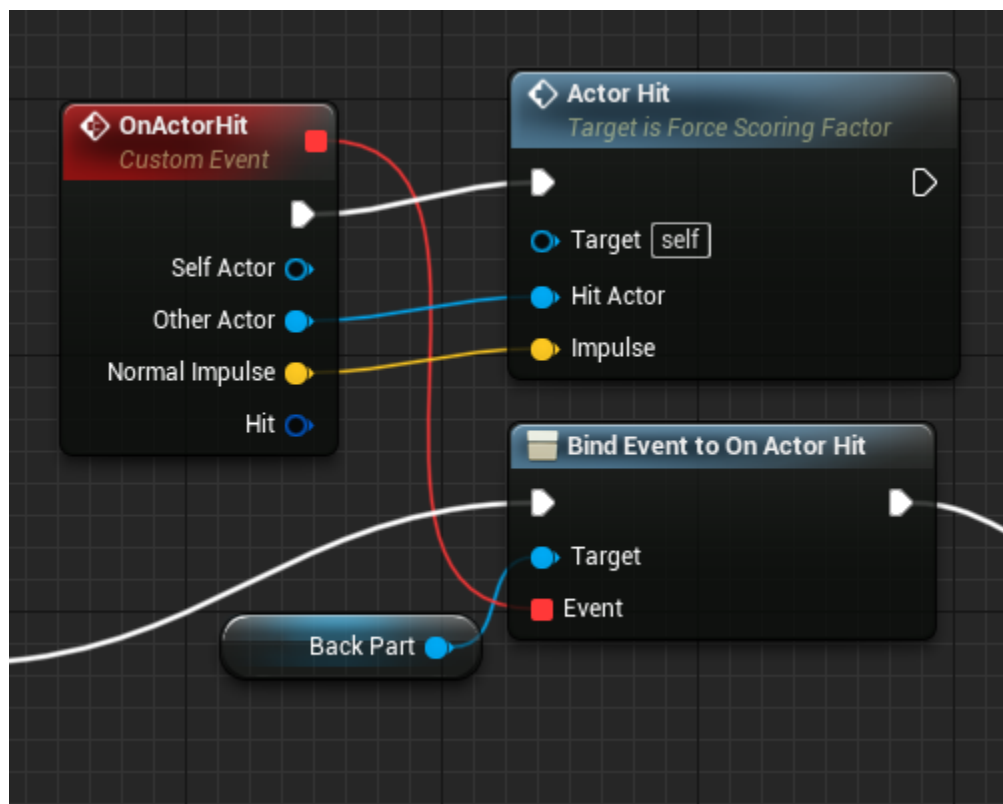 OnActorHit
Custom Event
Self Actor
Other Actor
Normal Impulse
Hit
Actor Hit
Target is Force Scoring Factor
Target self
Hit Actor
Impulse
Bind Event to On Actor Hit
Target
Event
Back Part